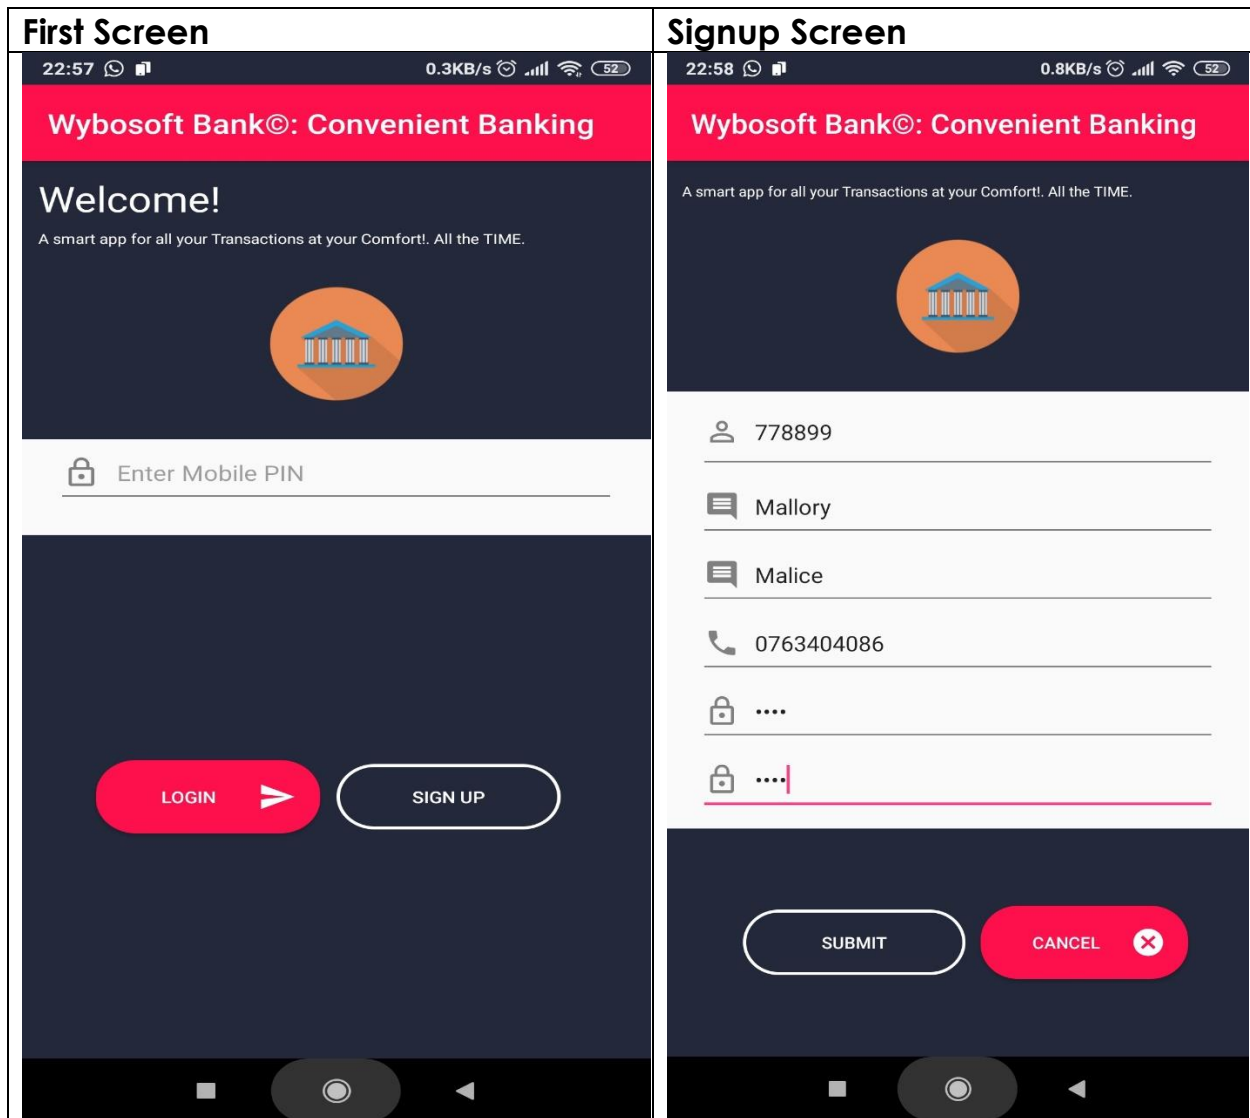 First Screen
22:57 0.3KB/s 52
Wybosoft Bank©: Convenient Banking
Welcome!
A smart app for all your Transactions at your Comfort!. All the TIME.
Enter Mobile PIN
LOGIN
SIGN UP
Signup Screen
22:58 0.8KB/s 52
Wybosoft Bank©: Convenient Banking
A smart app for all your Transactions at your Comfort!. All the TIME.
778899
Mallory
Malice
0763404086
••••
••••
SUBMIT
CANCEL